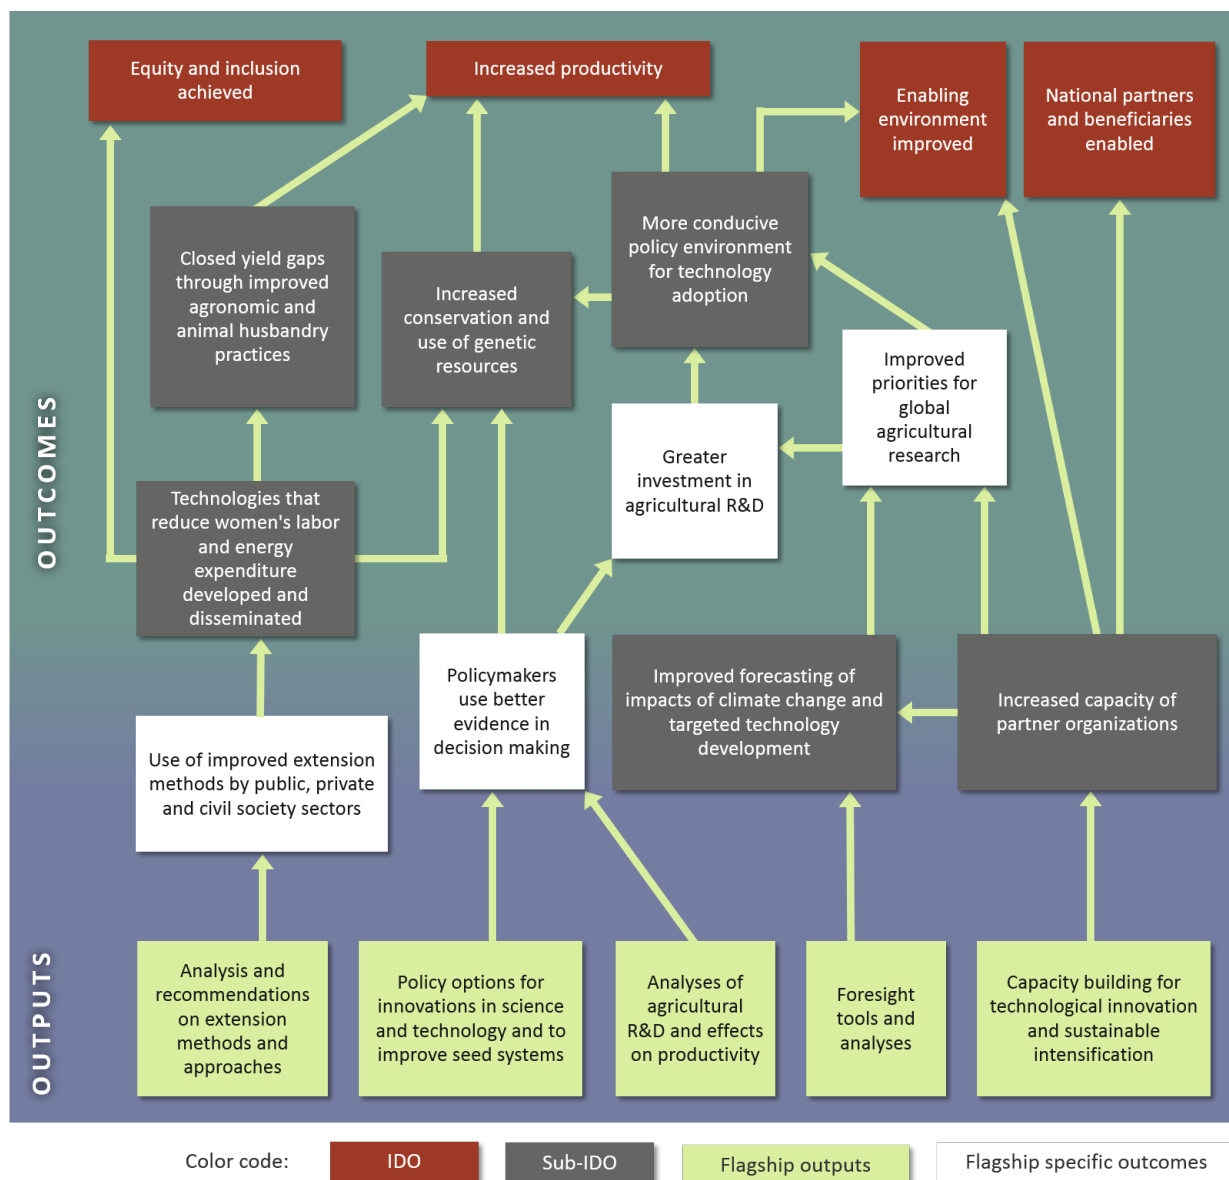 Equity and inclusion
achieved
Increased productivity
Enabling
environment
improved
National partners
and beneficiaries
enabled
Closed yield gaps
through improved
agronomic and
animal husbandry
practices
Increased
conservation and
use of genetic
resources
More conducive
policy environment
for technology
adoption
Improved
priorities for
global
agricultural
research
Greater
investment in
agricultural R&D
OUTCOMES
Technologies that
reduce women's labor
and energy
expenditure
developed and
disseminated
Policymakers
use better
evidence in
decision making
Improved forecasting of
impacts of climate change and
targeted technology
development
Increased capacity of
partner organizations
Use of improved extension
methods by public, private
and civil society sectors
OUTPUTS
Analysis and
recommendations
on extension
methods and
approaches
Policy options for
innovations in science
and technology and to
improve seed systems
Analyses of
agricultural
R&D and effects
on productivity
Foresight
tools and
analyses
Capacity building for
technological innovation
and sustainable
intensification
Color code:
IDO
Sub-IDO
Flagship outputs
Flagship specific outcomes